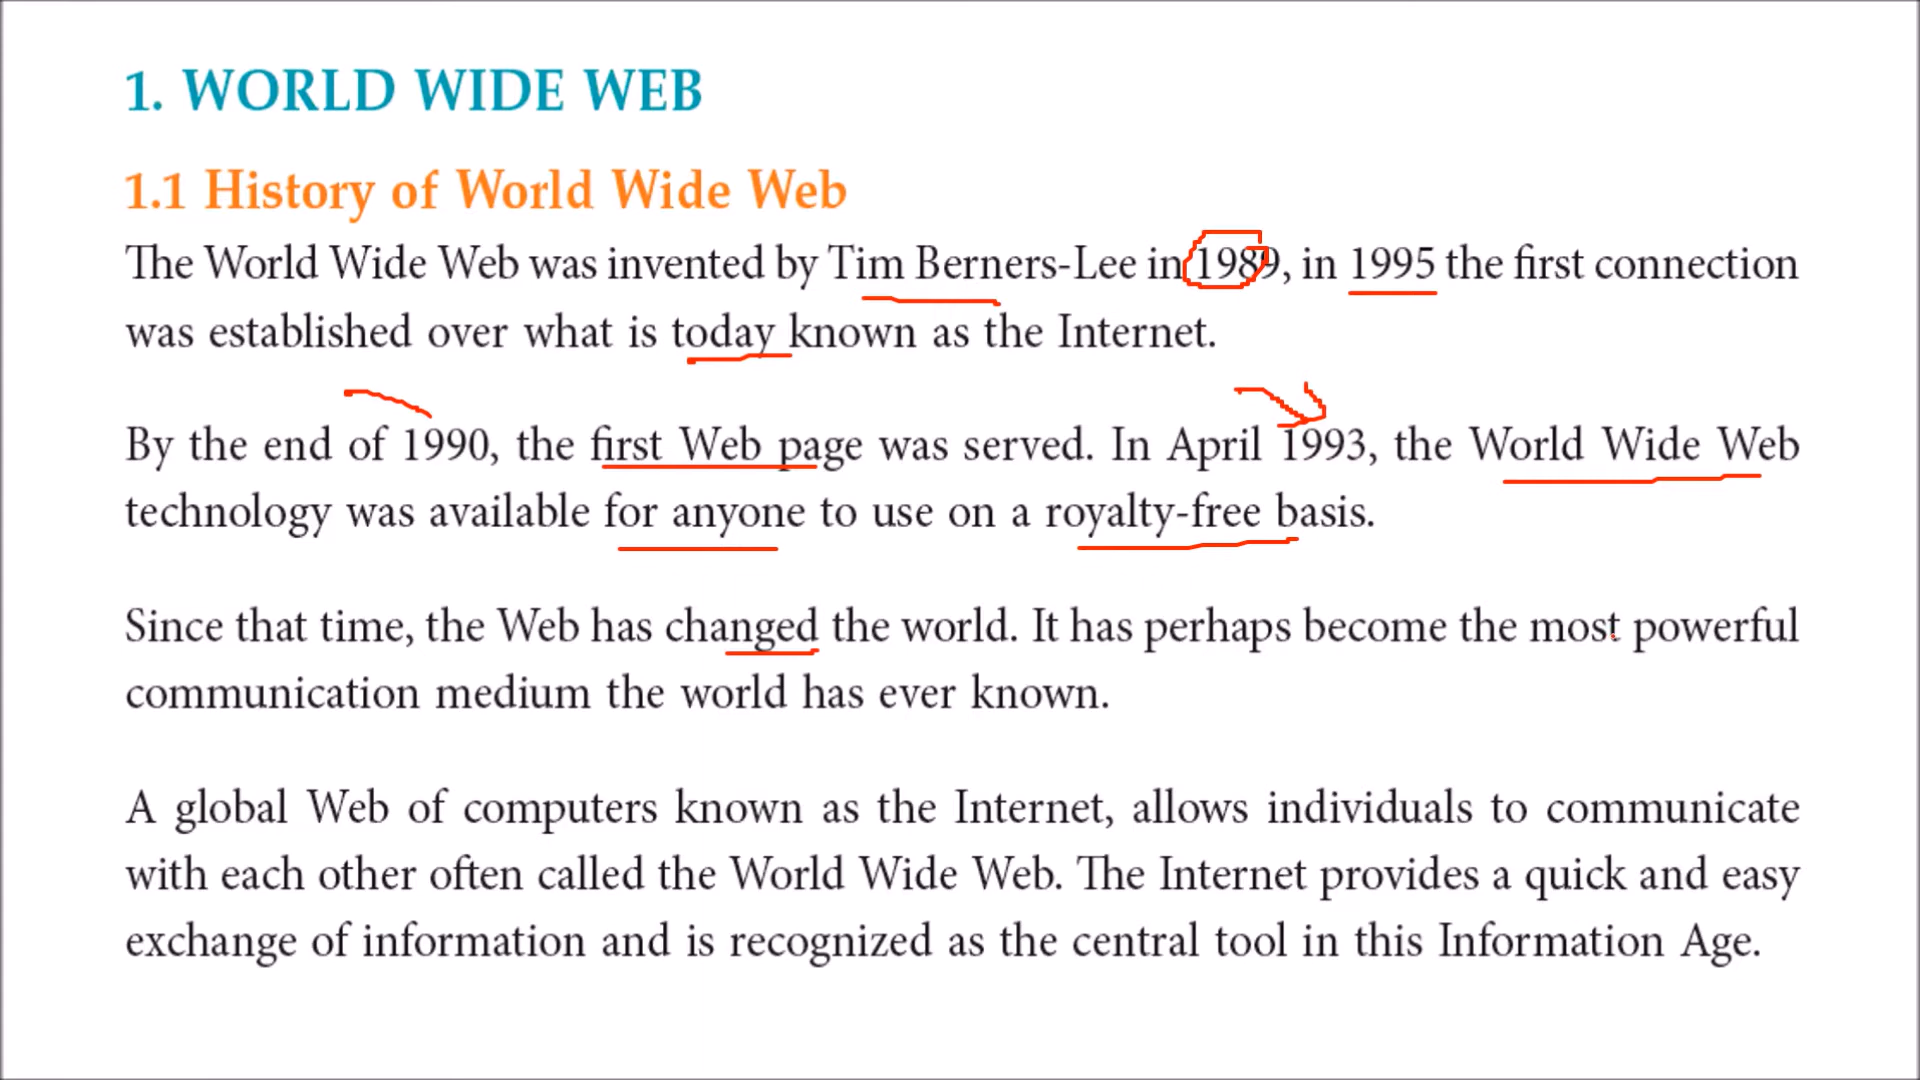 1. WORLD WIDE WEB
1.1 History of World Wide Web
The World Wide Web was invented by Tim Berners-Lee in 1989, in 1995 the first connection
was established over what is today known as the Internet.
By the end of 1990, the first Web page was served. In April 1993, the World Wide Web
technology was available for anyone to use on a royalty-free basis.
Since that time, the Web has changed the world. It has perhaps become the most powerful
communication medium the world has ever known.
A global Web of computers known as the Internet, allows individuals to communicate
with each other often called the World Wide Web. The Internet provides a quick and easy
exchange of information and is recognized as the central tool in this Information Age.